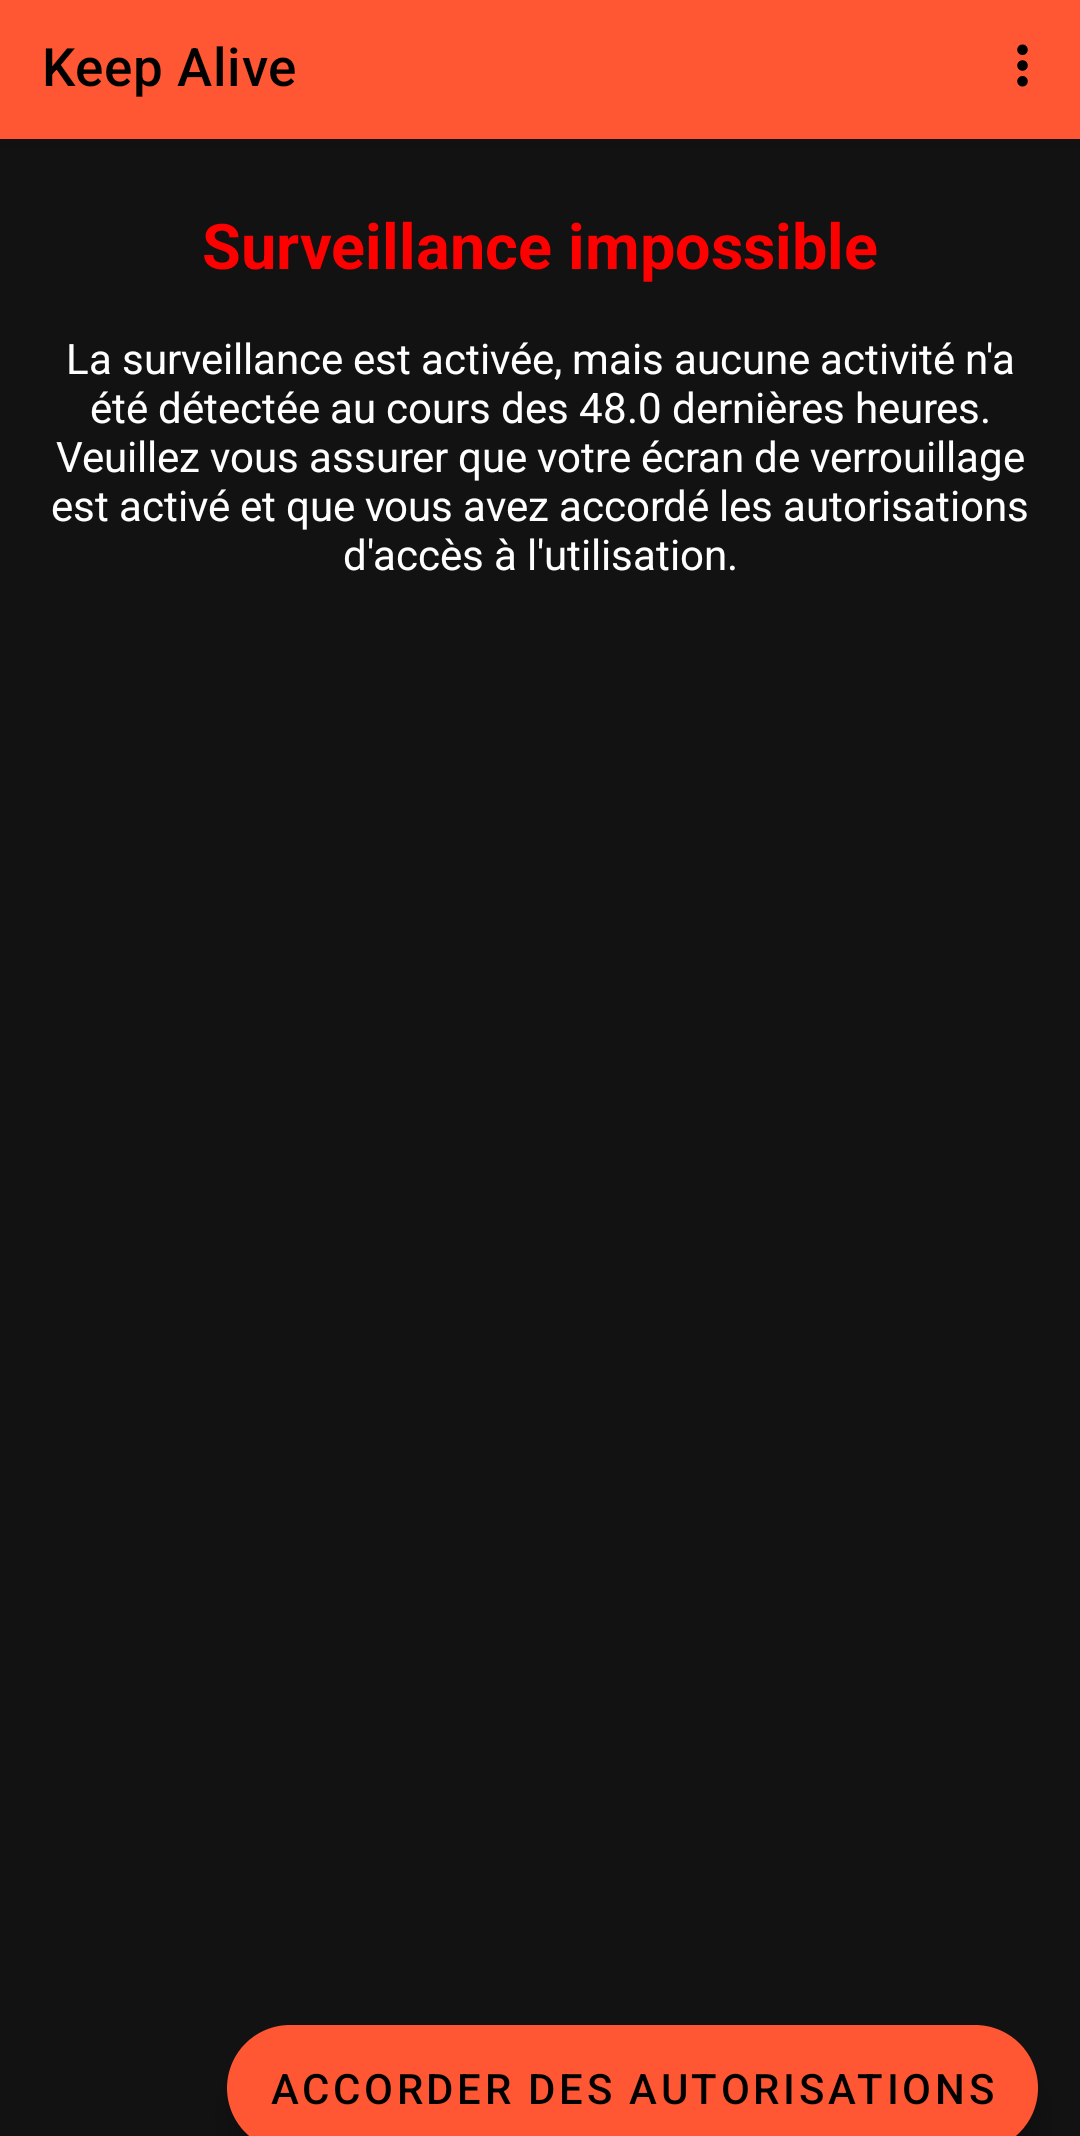 Keep Alive
Surveillance impossible
La surveillance est activée, mais aucune activité n'a
été détectée au cours des 48.0 dernières heures.
Veuillez vous assurer que votre écran de verrouillage
est activé et que vous avez accordé les autorisations
d'accès à l'utilisation.
ACCORDER DES AUTORISATIONS